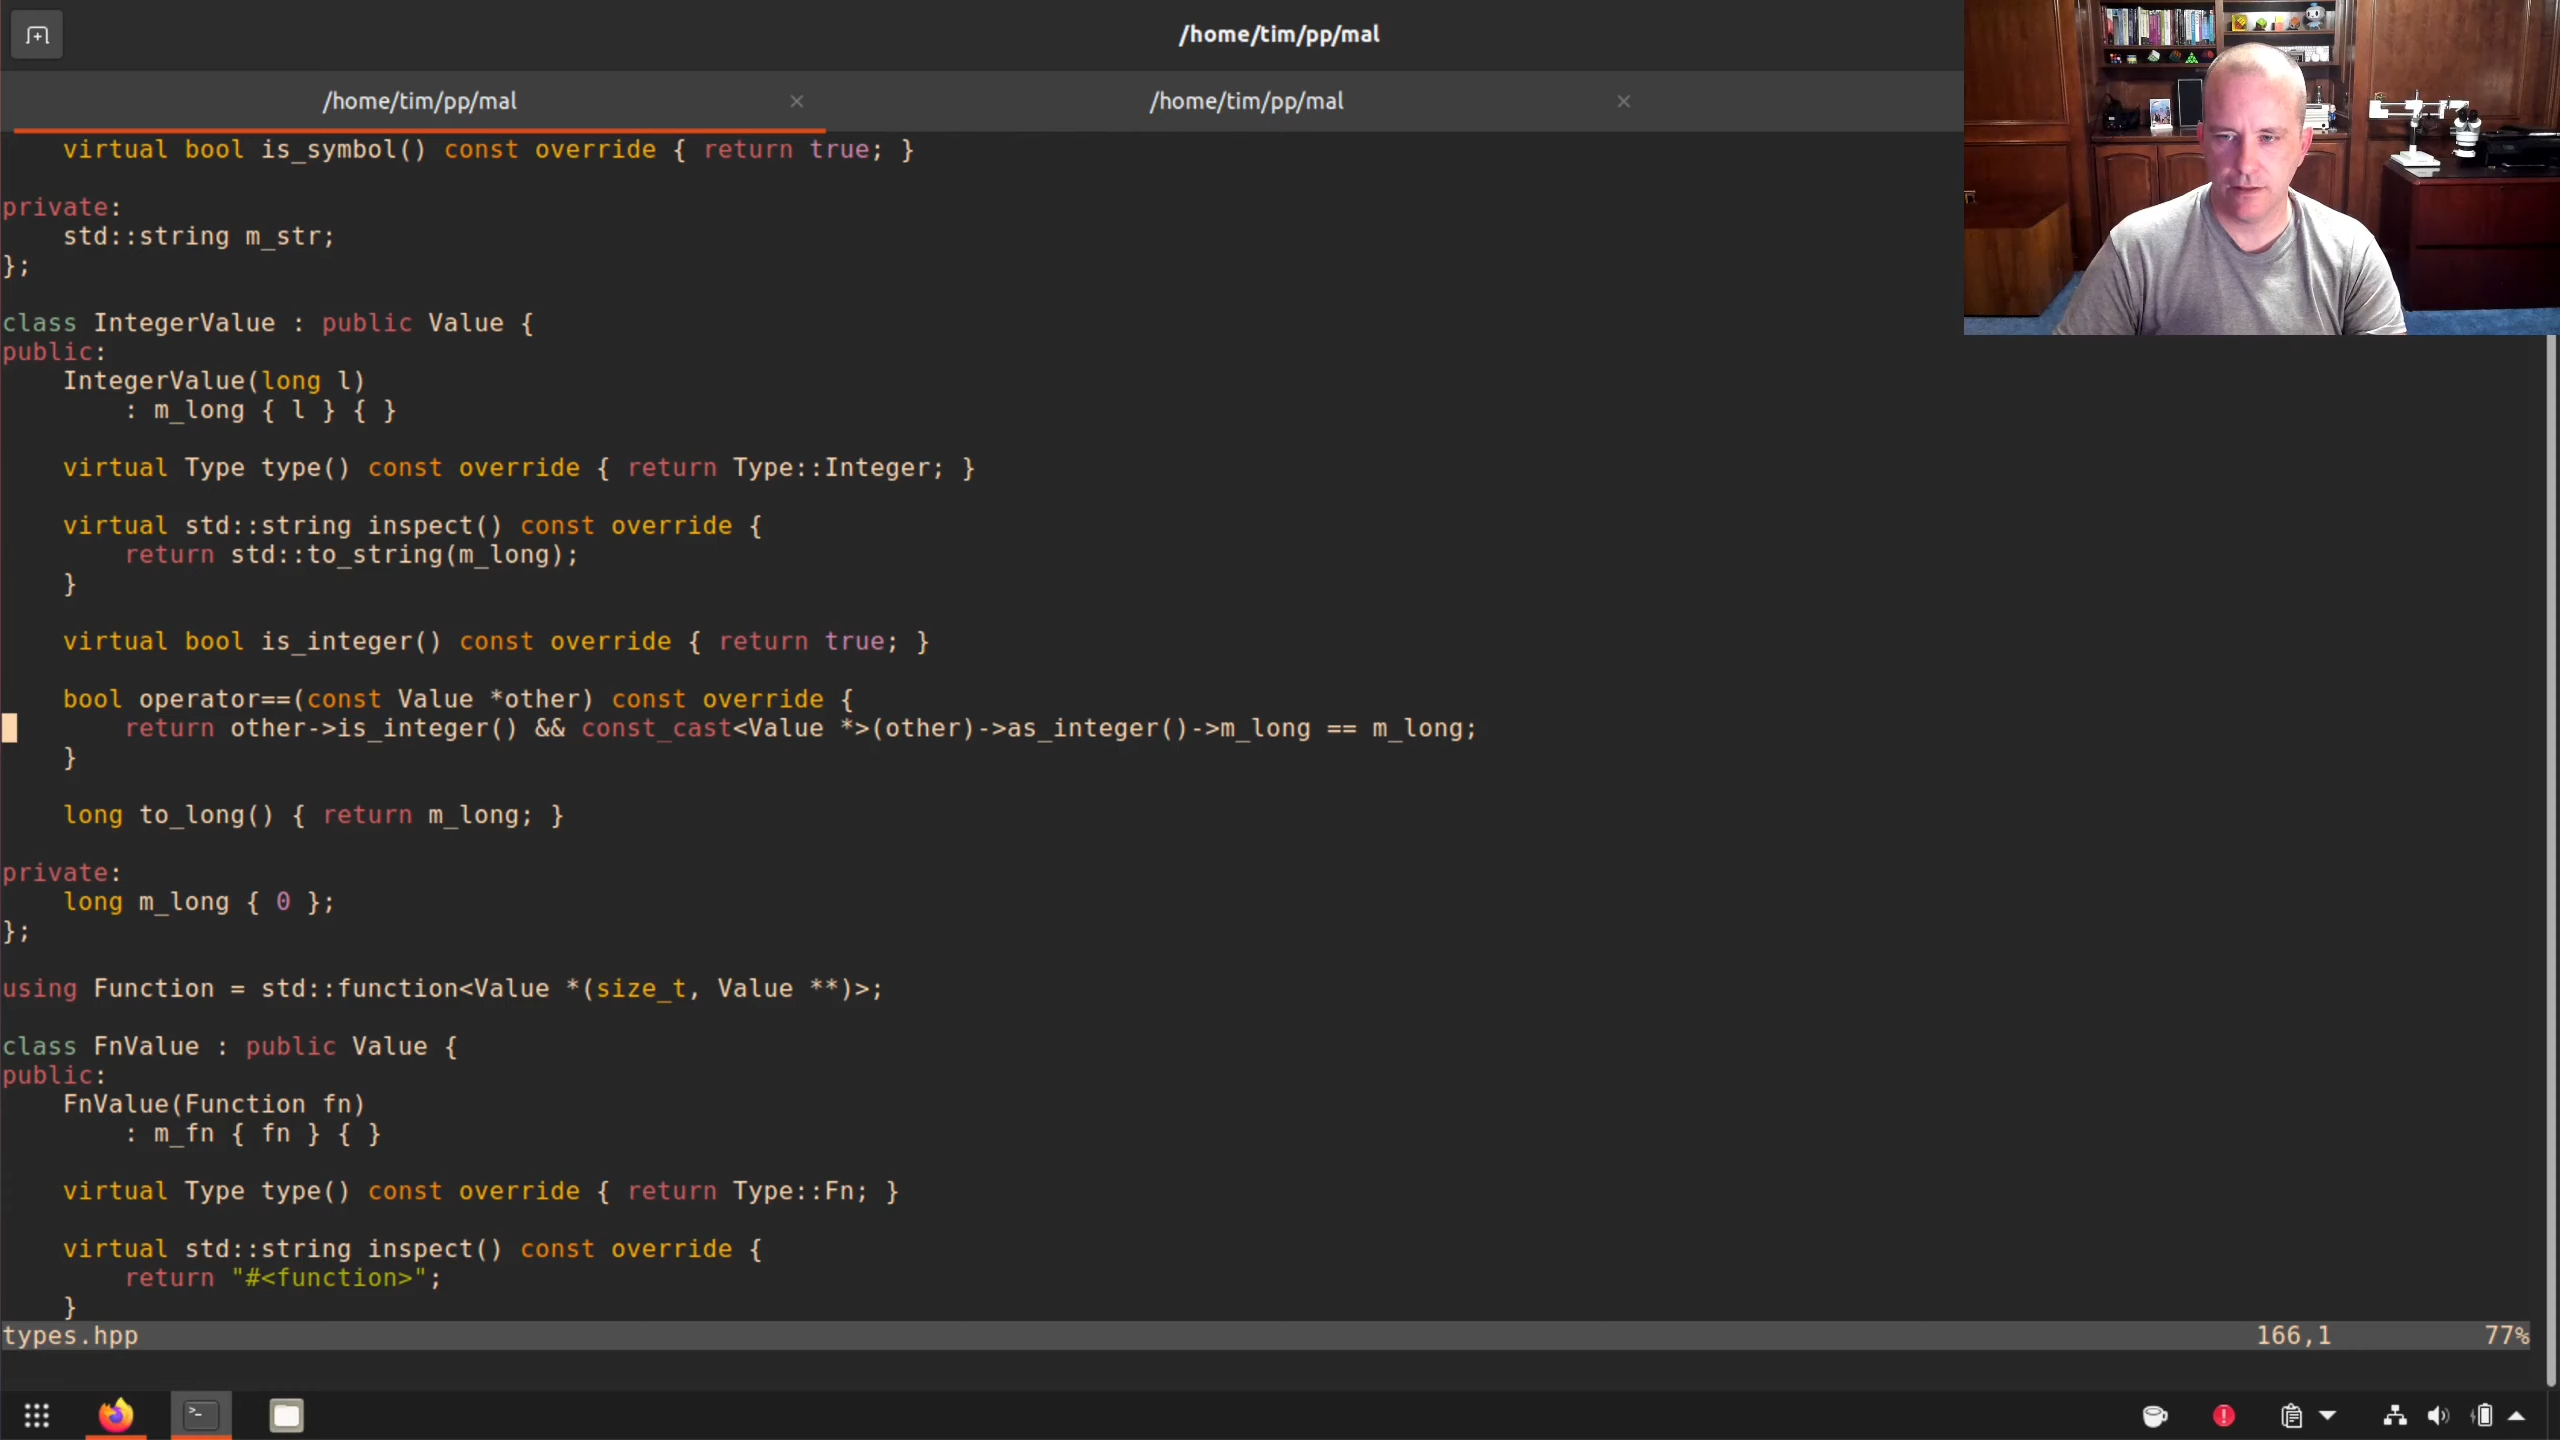 /home/tim/pp/mal
/home/tim/pp/mal × /home/tim/pp/mal ×
    virtual bool is_symbol() const override { return true; }

private:
    std::string m_str;
};

class IntegerValue : public Value {
public:
    IntegerValue(long l)
        : m_long { l } { }

    virtual Type type() const override { return Type::Integer; }

    virtual std::string inspect() const override {
        return std::to_string(m_long);
    }

    virtual bool is_integer() const override { return true; }

    bool operator==(const Value *other) const override {
        return other->is_integer() && const_cast<Value *>(other)->as_integer()->m_long == m_long;
    }

    long to_long() { return m_long; }

private:
    long m_long { 0 };
};

using Function = std::function<Value *(size_t, Value **)>;

class FnValue : public Value {
public:
    FnValue(Function fn)
        : m_fn { fn } { }

    virtual Type type() const override { return Type::Fn; }

    virtual std::string inspect() const override {
        return "#<function>";
    }
types.hpp 166,1 77%